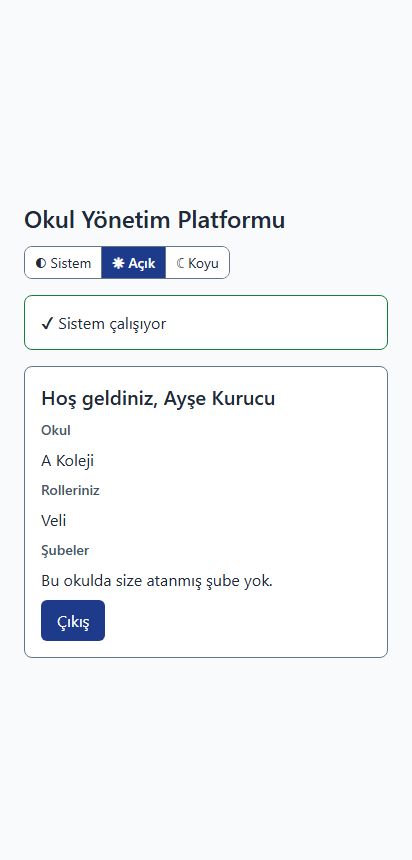 Okul Yönetim Platformu
◐ Sistem ✱ Açık ☾ Koyu
✓ Sistem çalışıyor
Hoş geldiniz, Ayşe Kurucu
Okul
A Koleji
Rolleriniz
Veli
Şubeler
Bu okulda size atanmış şube yok.
Çıkış